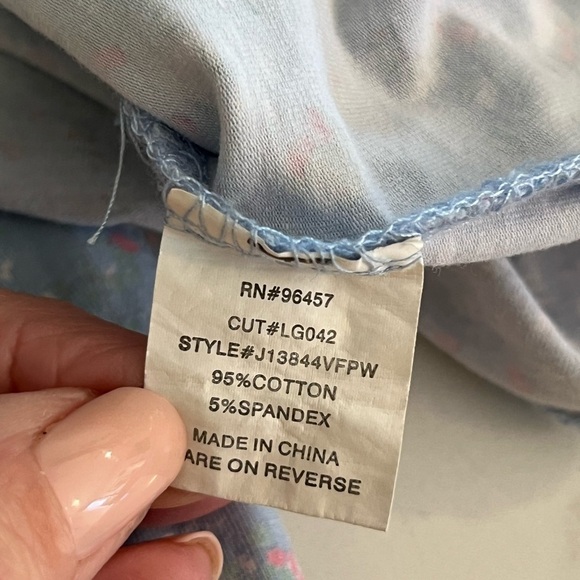 RN#96457
CUT#LG042
STYLE#J13844VFPW
95%COTTON
5%SPANDEX
MADE IN CHINA
ARE ON REVERSE